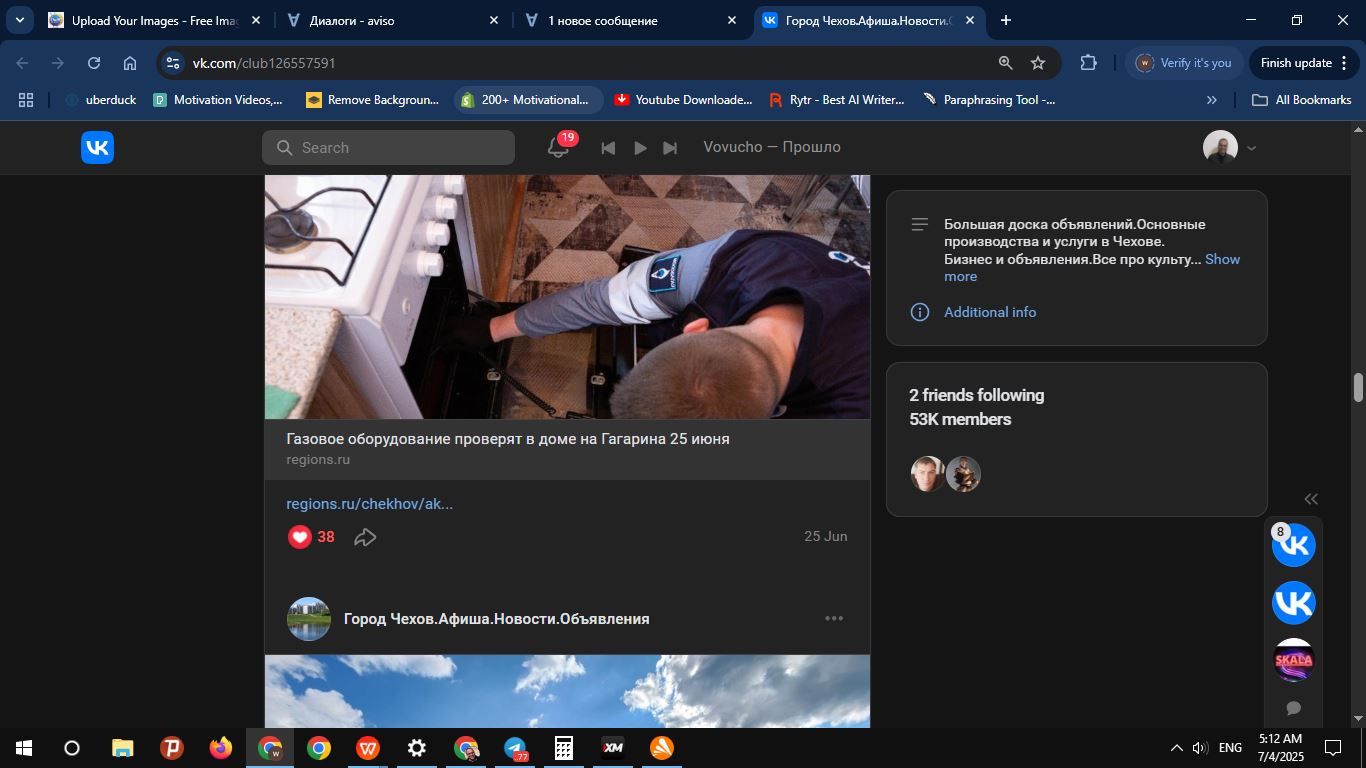 Upload Your Images - Free Ima
Диалоги - aviso
1 новое сообщение
Город Чехов.Афиша.Новости.О
vk.com/club126557591
Verify it's you
Finish update
uberduck
Motivation Videos,...
Remove Backgroun...
200+ Motivational...
Youtube Downloade...
Rytr - Best AI Writer...
Paraphrasing Tool -...
All Bookmarks
Search
19
Vovucho — Прошло
Большая доска объявлений.Основные
производства и услуги в Чехове.
Бизнес и объявления.Все про культу... Show
more
Additional info
2 friends following
53K members
Газовое оборудование проверят в доме на Гагарина 25 июня
regions.ru
regions.ru/chekhov/ak...
38
25 Jun
Город Чехов.Афиша.Новости.Объявления
8
SKALA
77
XM
ENG
5:12 AM
7/4/2025